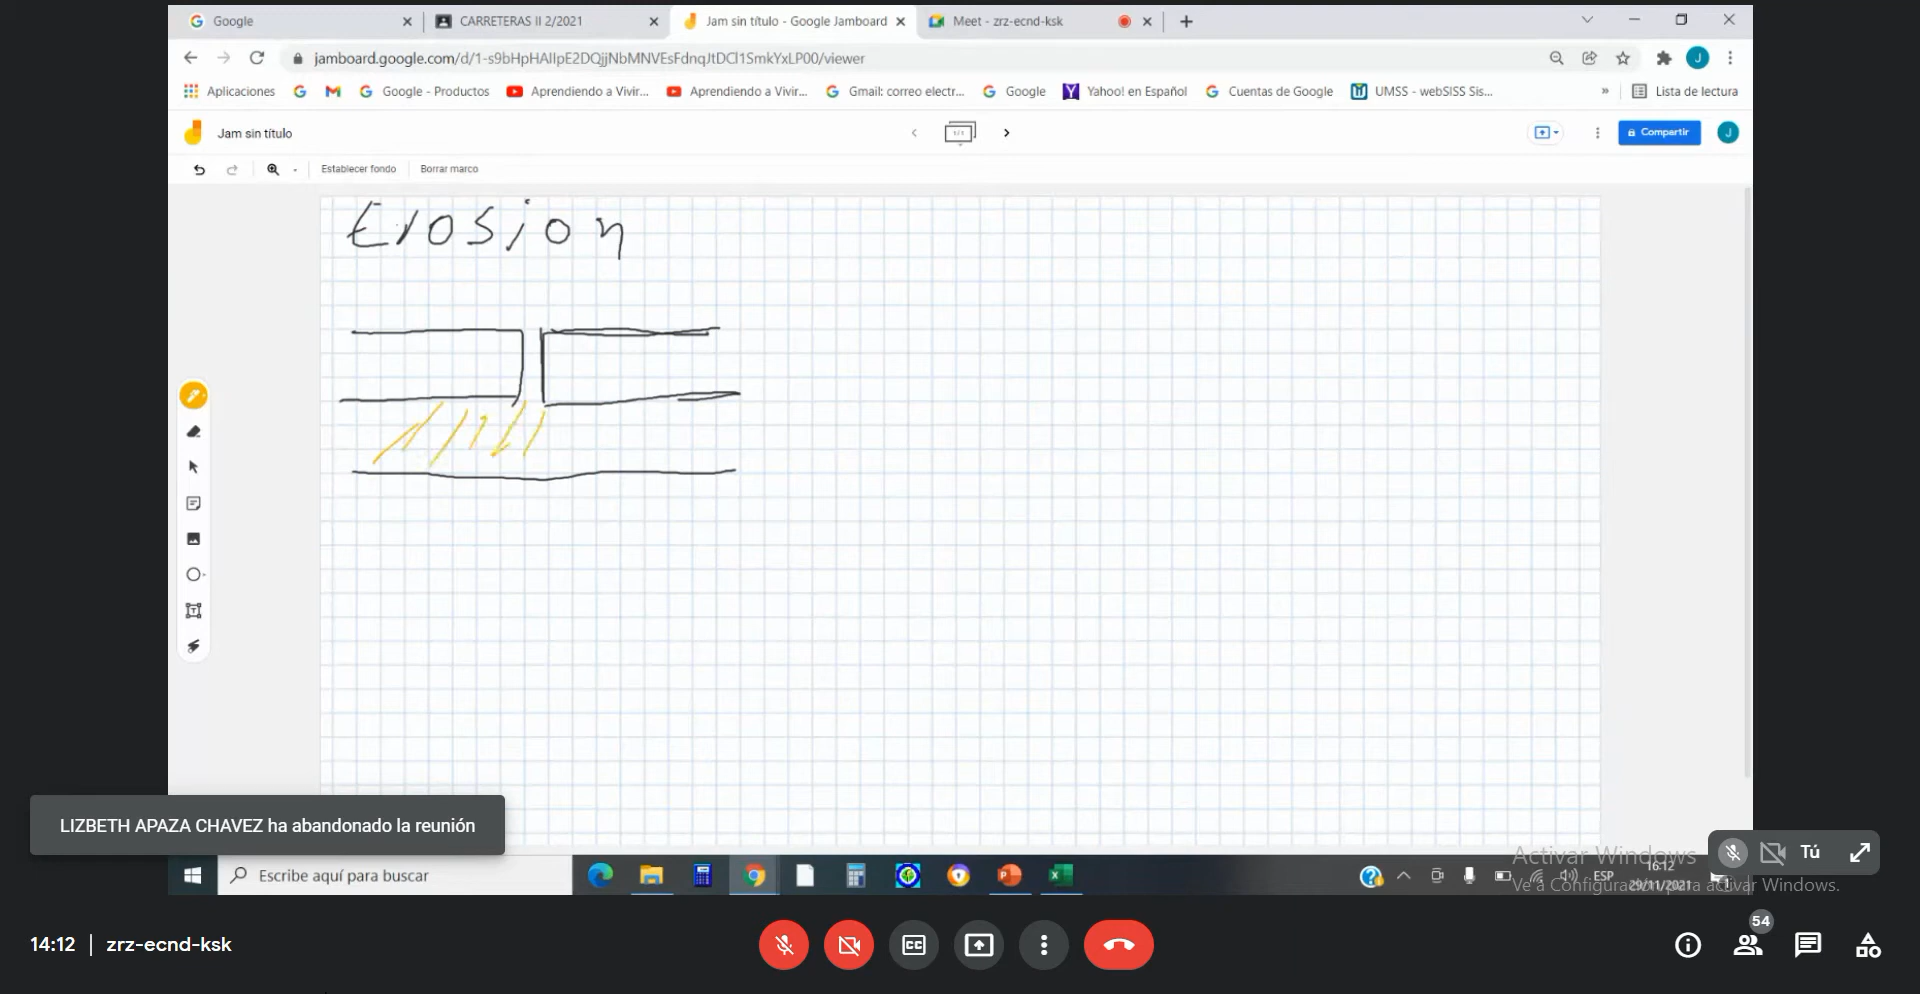 Google
CARRETERAS II 2/2021
Jam sin título - Google Jamboard
Meet - zrz-ecnd-ksk
jamboard.google.com/d/1-s9bHpHAIlpE2DQjjNbMNVEsFdnqJtDCl1SmkYxLP00/viewer
J
Aplicaciones
Google - Productos
Aprendiendo a Vivir...
Aprendiendo a Vivir...
Gmail: correo electr...
Google
Yahoo! en Español
Cuentas de Google
UMSS - webSISS Sis...
»
Lista de lectura
Jam sin título
1/1
Compartir
J
Establecer fondo
Borrar marco
Erosion
LIZBETH APAZA CHAVEZ ha abandonado la reunión
Activar Windows
Ve a Configuración para activar Windows.
Tú
Escribe aquí para buscar
ESP
16:12
29/11/2021
14:12 | zrz-ecnd-ksk
CC
54